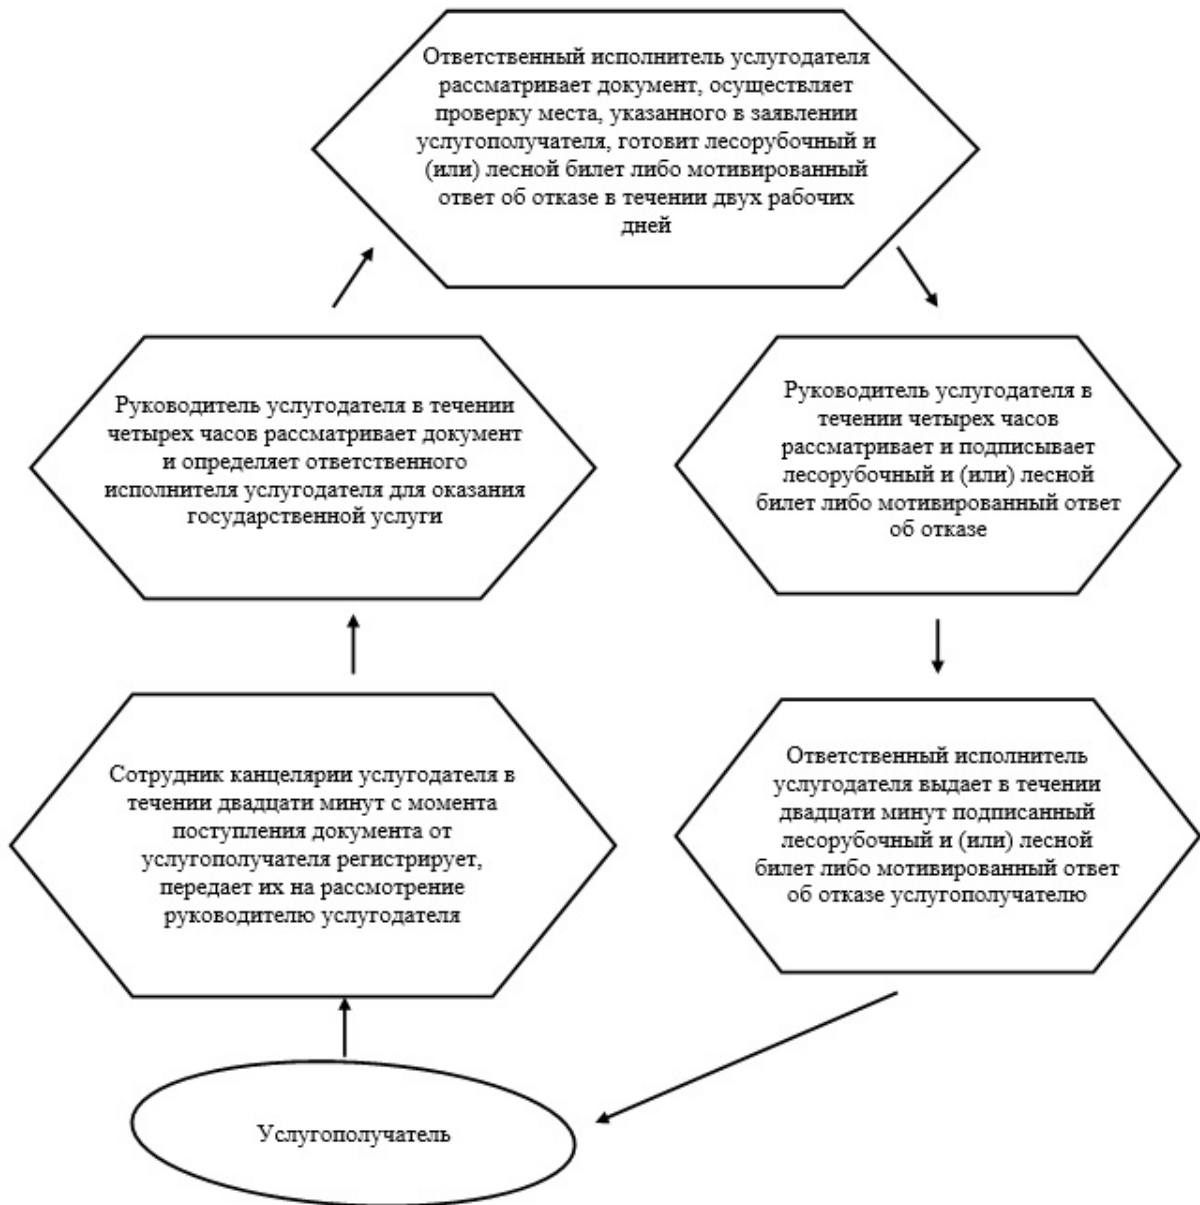 Ответственный исполнитель услугодателя
рассматривает документ, осуществляет
проверку места, указанного в заявлении
услугополучателя, готовит лесорубочный и
(или) лесной билет либо мотивированный
ответ об отказе в течении двух рабочих
дней
Руководитель услугодателя в течении
четырех часов рассматривает документ
и определяет ответственного
исполнителя услугодателя для оказания
государственной услуги
Руководитель услугодателя в
течении четырех часов
рассматривает и подписывает
лесорубочный и (или) лесной
билет либо мотивированный ответ
об отказе
Сотрудник канцелярии услугодателя в
течении двадцати минут с момента
поступления документа от
услугополучателя регистрирует,
передает их на рассмотрение
руководителю услугодателя
Ответственный исполнитель
услугодателя выдает в течении
двадцати минут подписанный
лесорубочный и (или) лесной
билет либо мотивированный ответ
об отказе услугополучателю
Услугополучатель